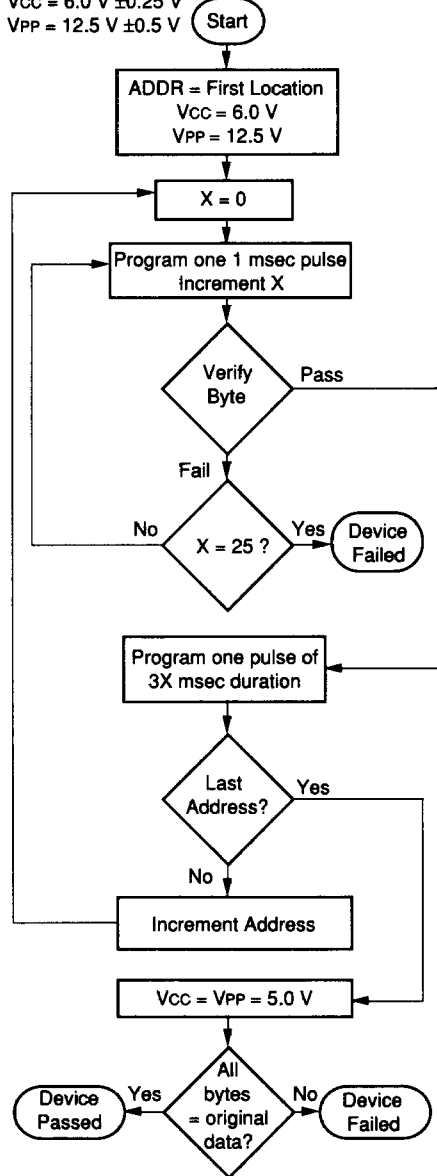 VCC = 6.0 V ±0.25 V
VPP = 12.5 V ±0.5 V
Start
ADDR = First Location
VCC = 6.0 V
VPP = 12.5 V
X = 0
Program one 1 msec pulse
Increment X
Verify
Byte
Pass
Fail
No
X = 25 ?
Yes
Device
Failed
Program one pulse of
3X msec duration
Last
Address?
Yes
No
Increment Address
VCC = VPP = 5.0 V
Device
Passed
Yes
All
bytes
= original
data?
No
Device
Failed